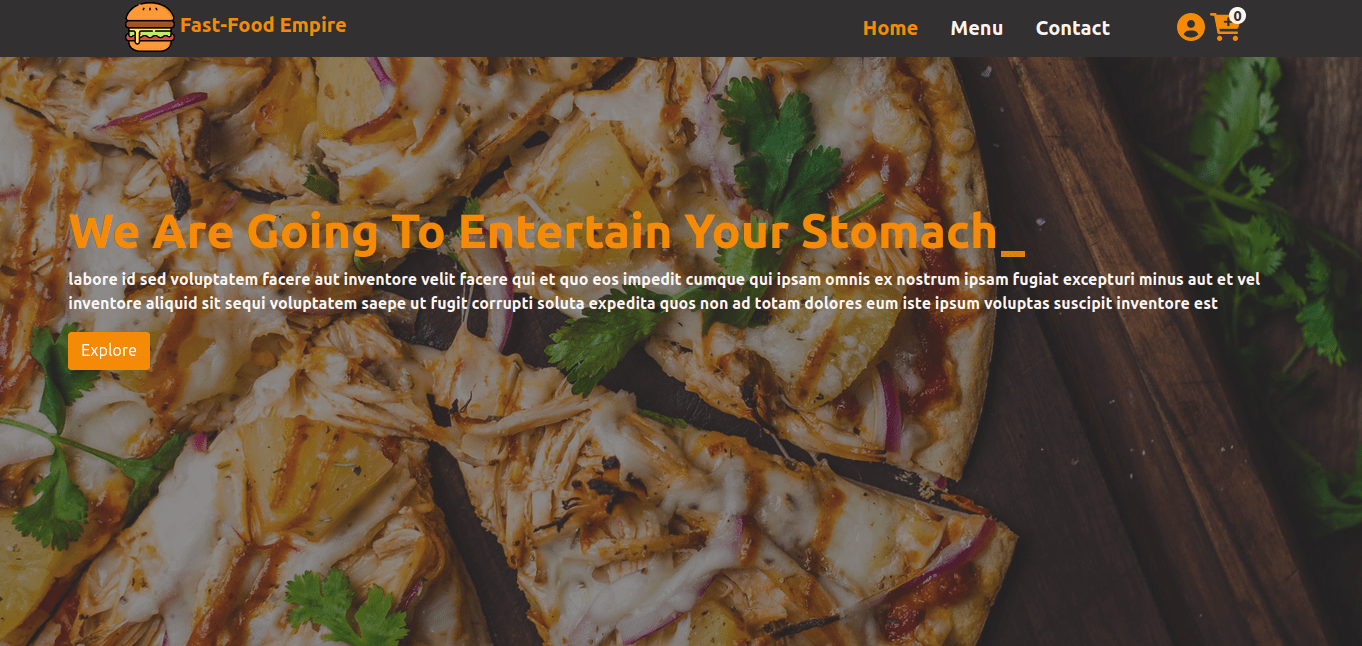 Fast-Food Empire
Home Menu Contact
0
We Are Going To Entertain Your Stomach_
labore id sed voluptatem facere aut inventore velit facere qui et quo eos impedit cumque qui ipsam omnis ex nostrum ipsam fugiat excepturi minus aut et vel
inventore aliquid sit sequi voluptatem saepe ut fugit corrupti soluta expedita quos non ad totam dolores eum iste ipsum voluptas suscipit inventore est
Explore